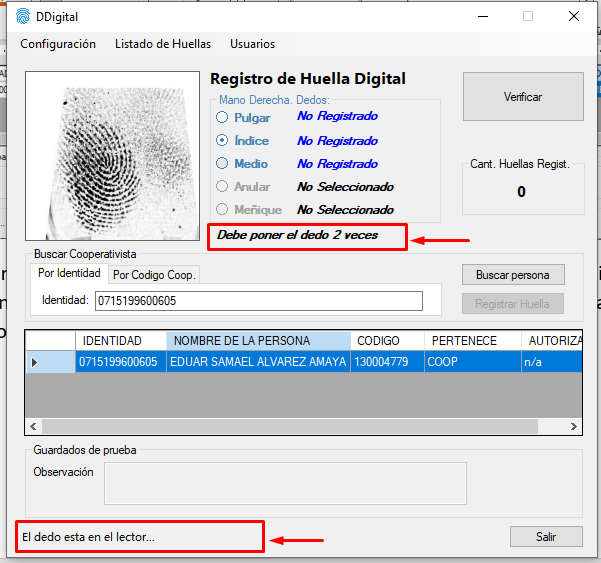 DDigital
Configuración Listado de Huellas Usuarios
Registro de Huella Digital
Mano Derecha. Dedos:
Pulgar No Registrado
Índice No Registrado
Medio No Registrado
Anular No Seleccionado
Meñique No Seleccionado
Debe poner el dedo 2 veces
Verificar
Cant. Huellas Regist.
0
Buscar Cooperativista
Por Identidad Por Codigo Coop.
Identidad: 0715199600605
Buscar persona
Registrar Huella
IDENTIDAD NOMBRE DE LA PERSONA CODIGO PERTENECE AUTORIZA
0715199600605 EDUAR SAMAEL ALVAREZ AMAYA 130004779 COOP n/a
Guardados de prueba
Observación
El dedo esta en el lector...
Salir